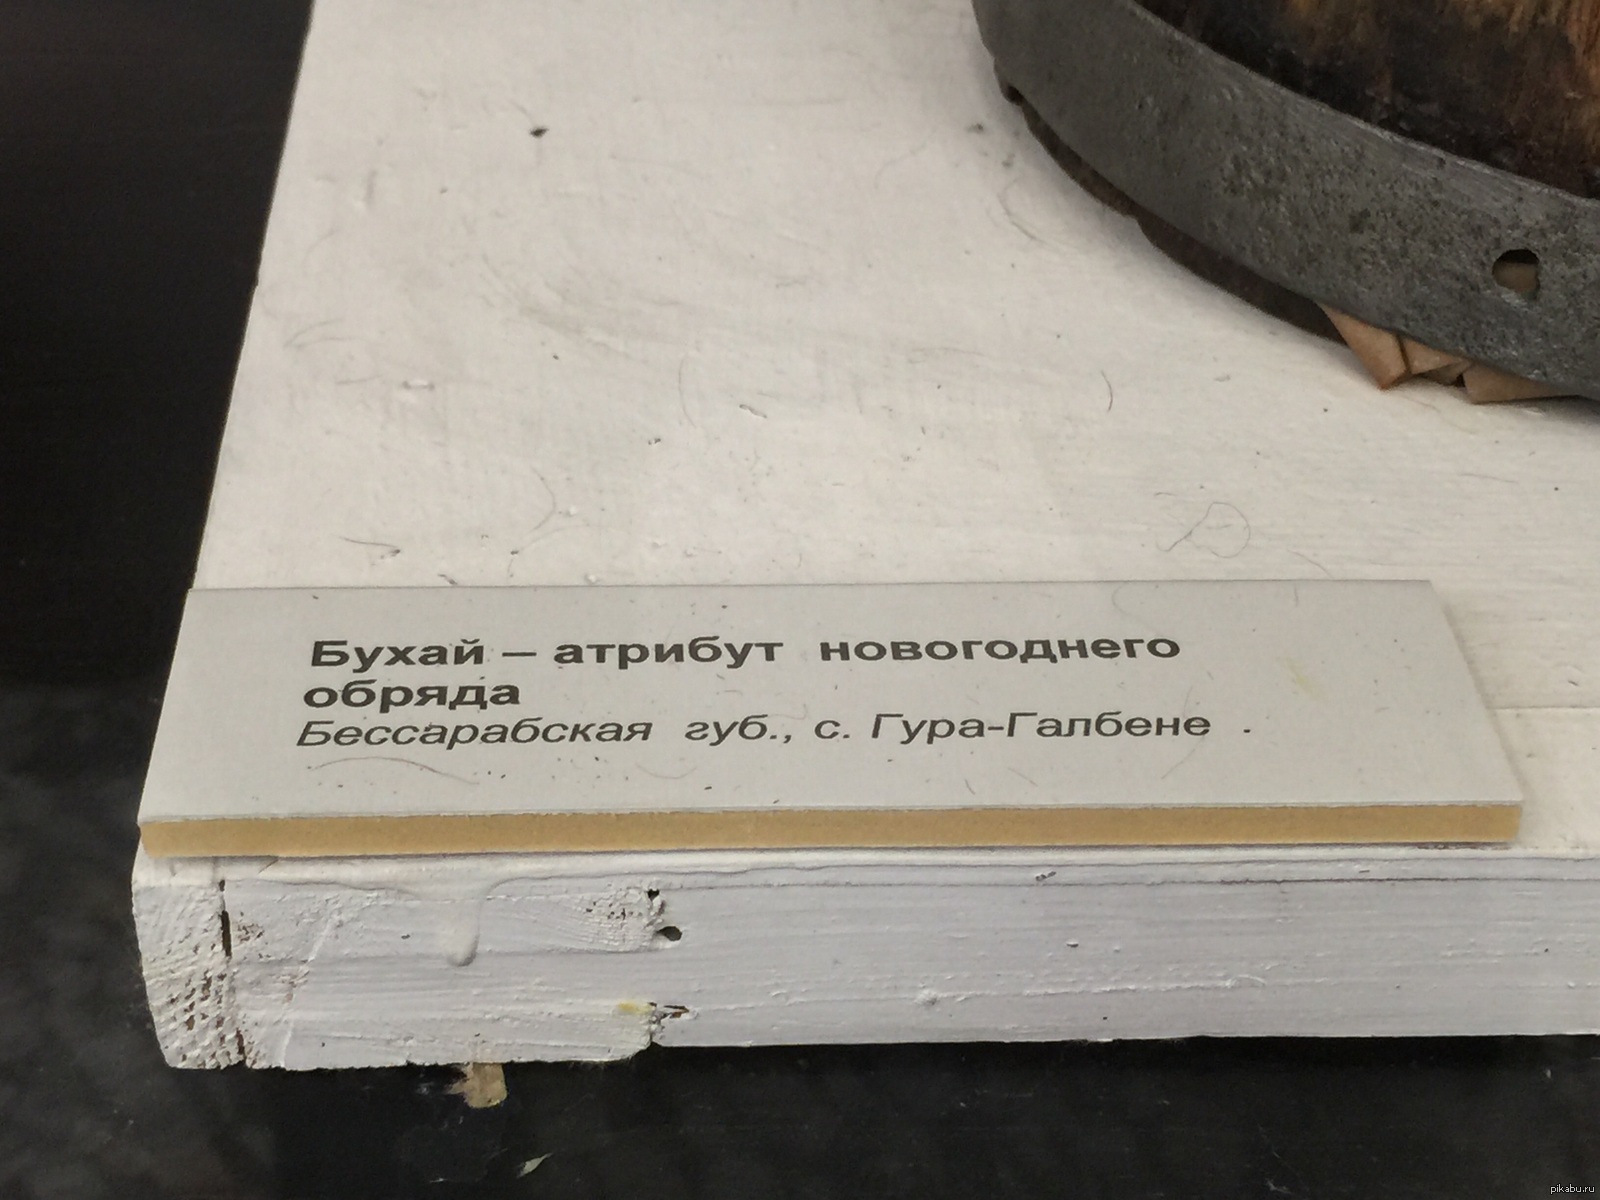 Бухай – атрибут новогоднего
обряда
Бессарабская губ., с. Гура-Галбене .
pikabu.ru